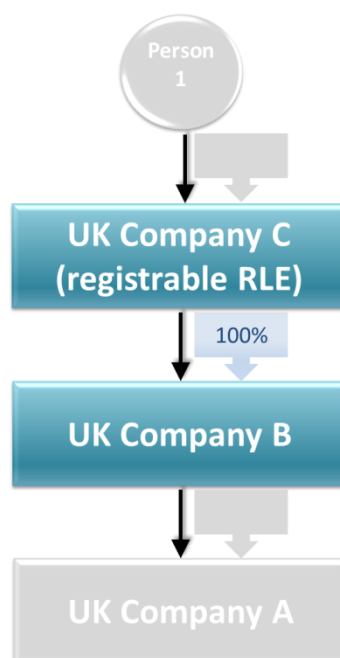 Person
1
UK Company C
(registrable RLE)
100%
UK Company B
UK Company A